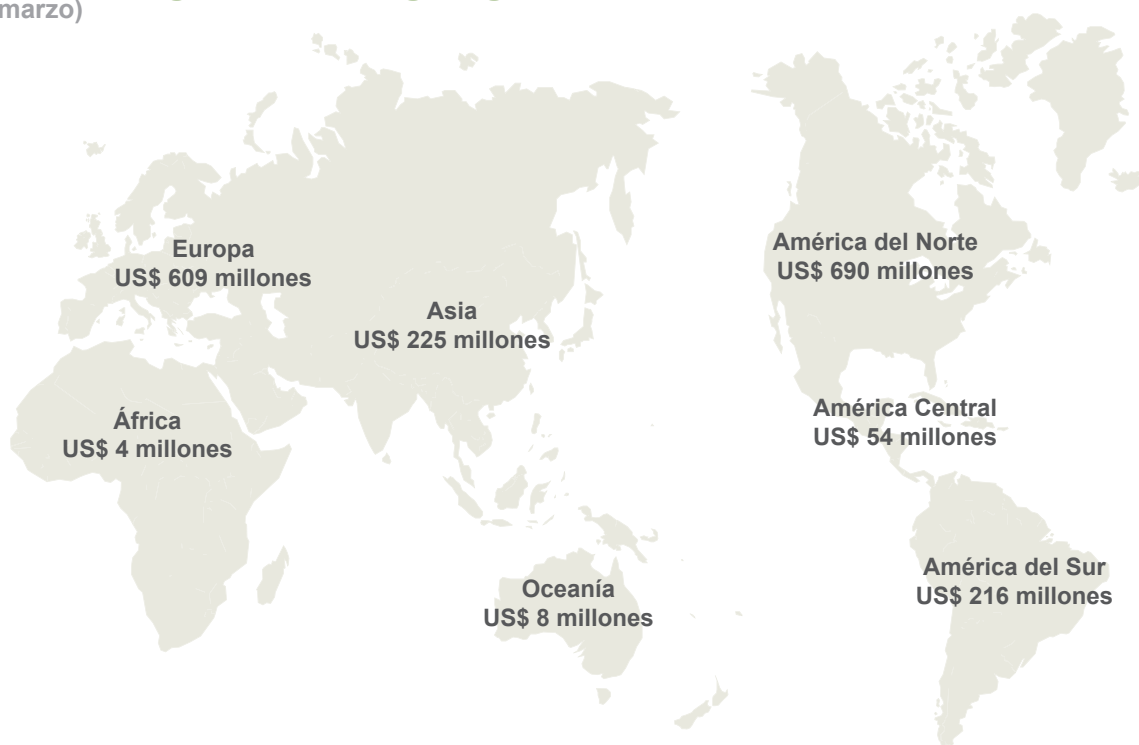 marzo)
Europa
US$ 609 millones
América del Norte
US$ 690 millones
Asia
US$ 225 millones
África
US$ 4 millones
América Central
US$ 54 millones
América del Sur
US$ 216 millones
Oceanía
US$ 8 millones